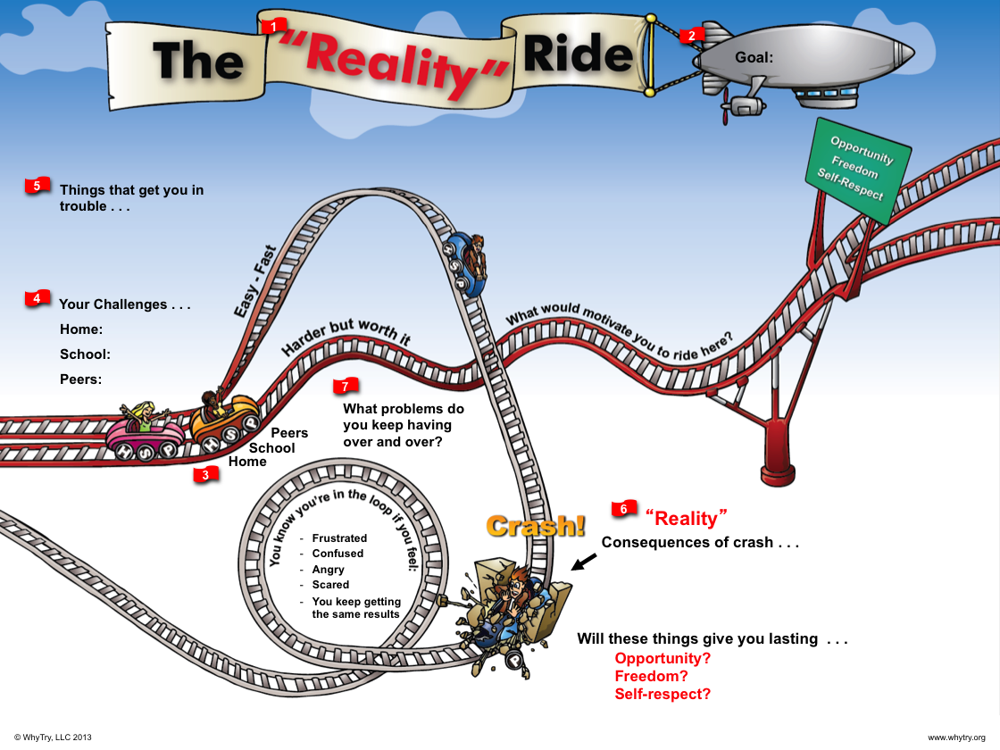 The “Reality” Ride
1
2
Goal:
Opportunity
Freedom
Self-Respect
5
Things that get you in
trouble . . .
4
Your Challenges . . .
Home:
School:
Peers:
Easy - Fast
Harder but worth it
What would motivate you to ride here?
H S P
H S P
H S P
Peers
School
Home
3
7
What problems do
you keep having
over and over?
You know you're in the loop if you feel:
- Frustrated
- Confused
- Angry
- Scared
- You keep getting
the same results
Crash!
P
6
“Reality”
Consequences of crash . . .
Will these things give you lasting . . .
Opportunity?
Freedom?
Self-respect?
© WhyTry, LLC 2013
www.whytry.org